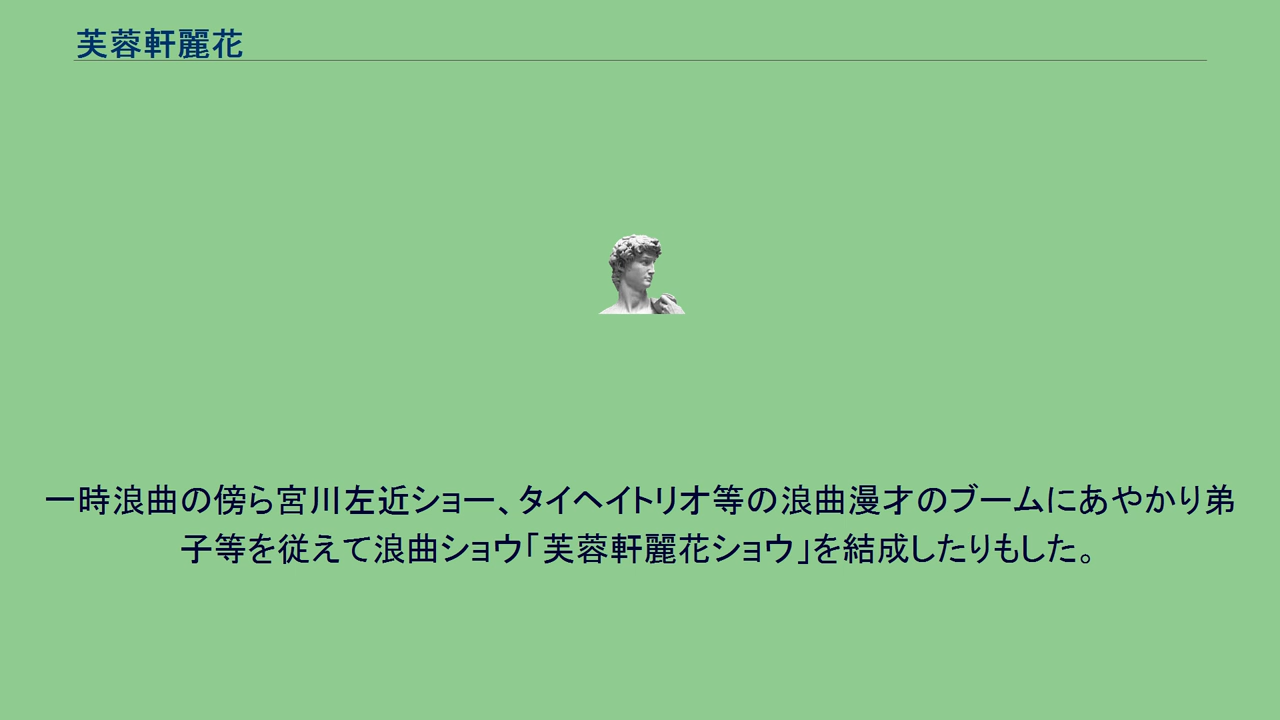 芙蓉軒麗花
一時浪曲の傍ら宮川左近ショー、タイヘイトリオ等の浪曲漫才のブームにあやかり弟
子等を従えて浪曲ショウ｢芙蓉軒麗花ショウ｣を結成したりもした。